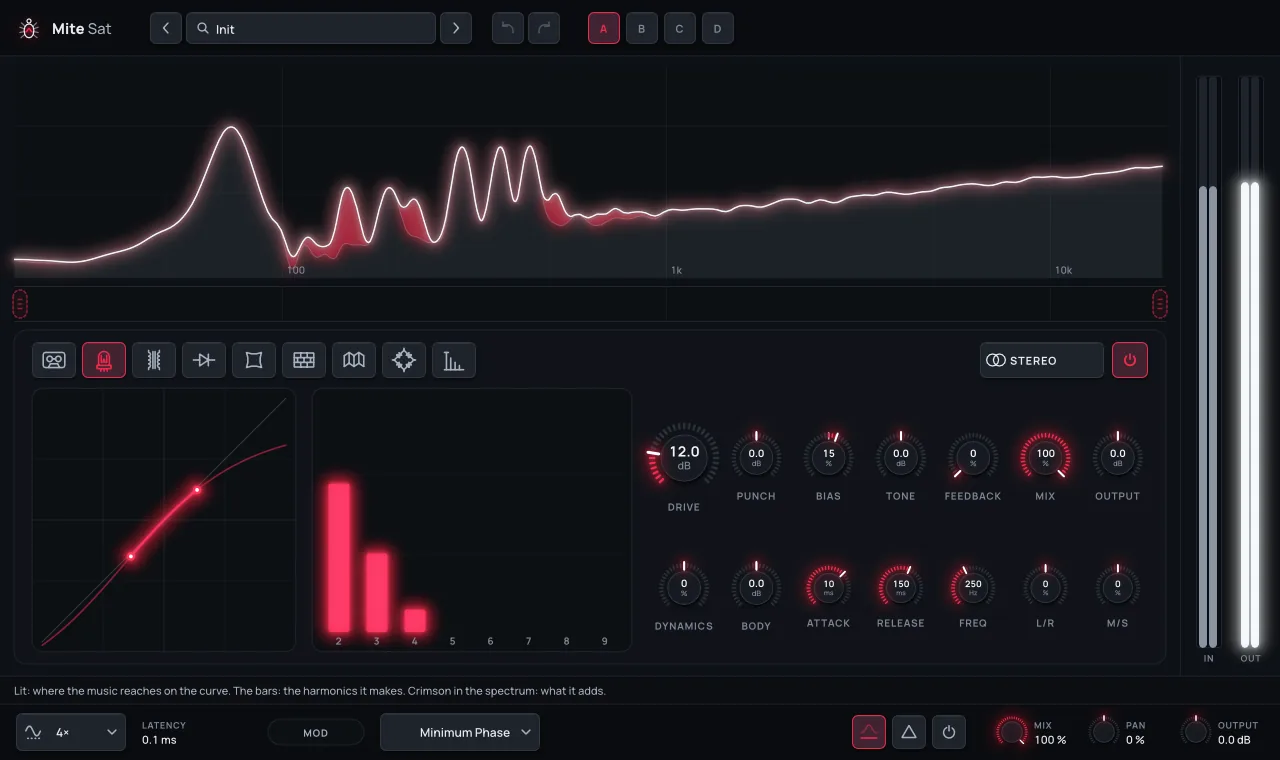 Mite Sat
Init
A B C D
100 1k 10k
STEREO
12.0 dB DRIVE
0.0 dB PUNCH
15 % BIAS
0.0 dB TONE
0 % FEEDBACK
100 % MIX
0.0 dB OUTPUT
0 % DYNAMICS
0.0 dB BODY
10 ms ATTACK
150 ms RELEASE
250 Hz FREQ
0 % L/R
0 % M/S
2 3 4 5 6 7 8 9
IN OUT
Lit: where the music reaches on the curve. The bars: the harmonics it makes. Crimson in the spectrum: what it adds.
4×
LATENCY
0.1 ms
MOD
Minimum Phase
MIX
100 %
PAN
0 %
OUTPUT
0.0 dB